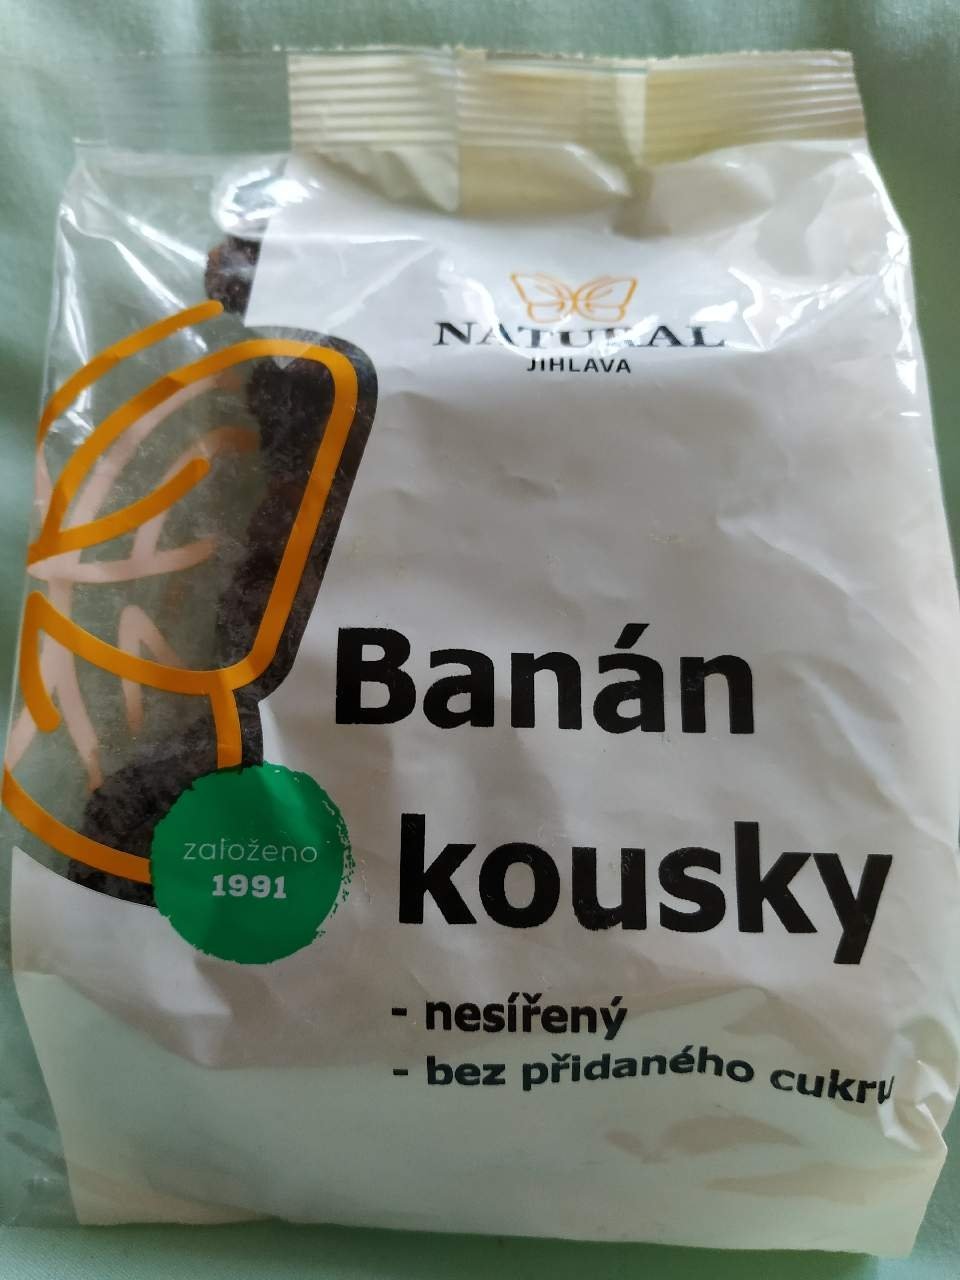 NATURAL
JIHLAVA
Banán
kousky
založeno
1991
- nesířený
- bez přidaného cukru